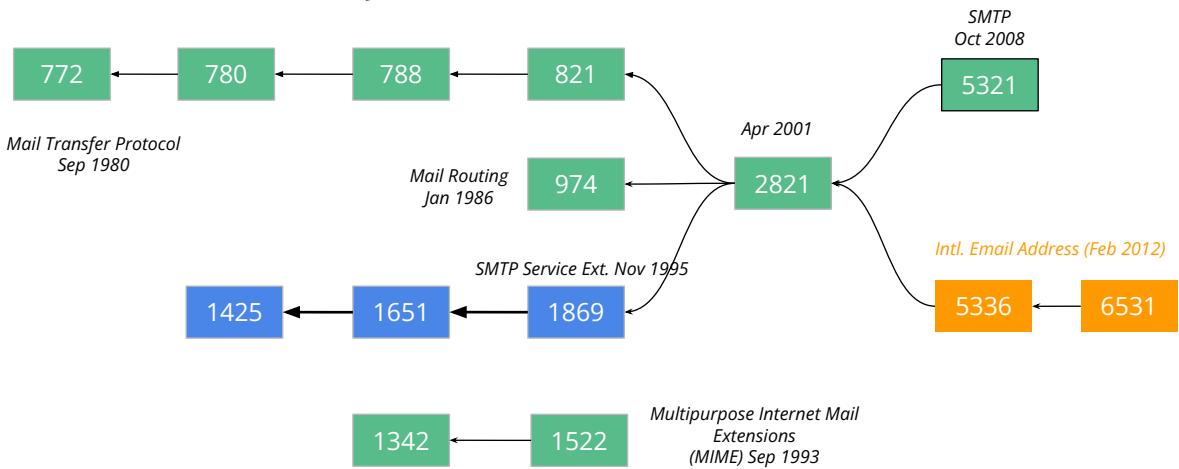 SMTP
Oct 2008
772
780
788
821
5321
Mail Transfer Protocol
Sep 1980
Apr 2001
Mail Routing
Jan 1986
974
2821
Intl. Email Address (Feb 2012)
SMTP Service Ext. Nov 1995
1425
1651
1869
5336
6531
1342
1522
Multipurpose Internet Mail
Extensions
(MIME) Sep 1993